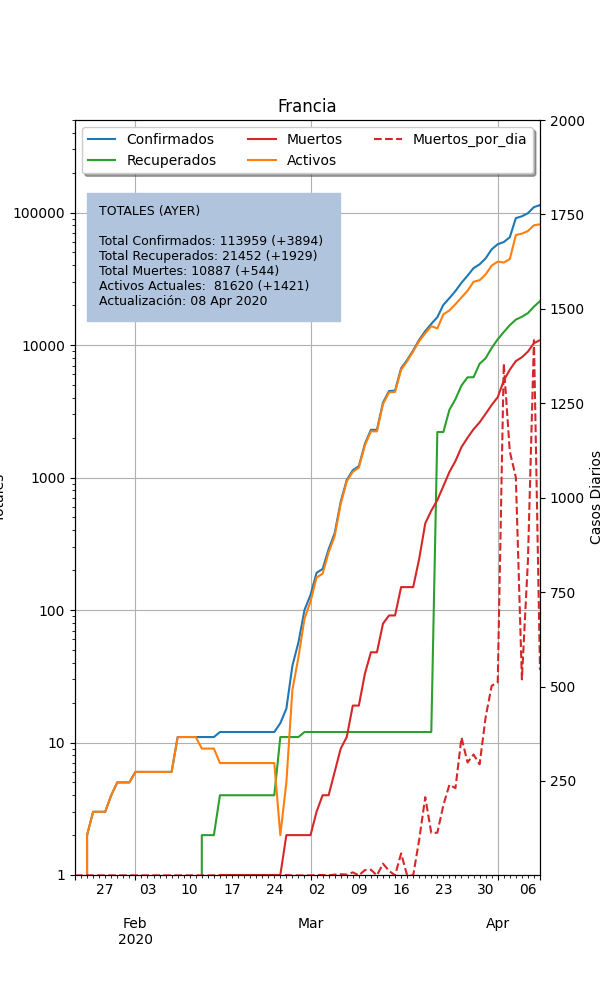 Francia
Confirmados
Recuperados
Muertos
Activos
Muertos_por_dia
TOTALES (AYER)
Total Confirmados: 113959 (+3894)
Total Recuperados: 21452 (+1929)
Total Muertes: 10887 (+544)
Activos Actuales:  81620 (+1421)
Actualización: 08 Apr 2020
100000
10000
1000
100
10
1
2000
1750
1500
1250
1000
750
500
250
Casos Diarios
27 03 10 17 24 02 09 16 23 30 06
Feb Mar Apr
2020